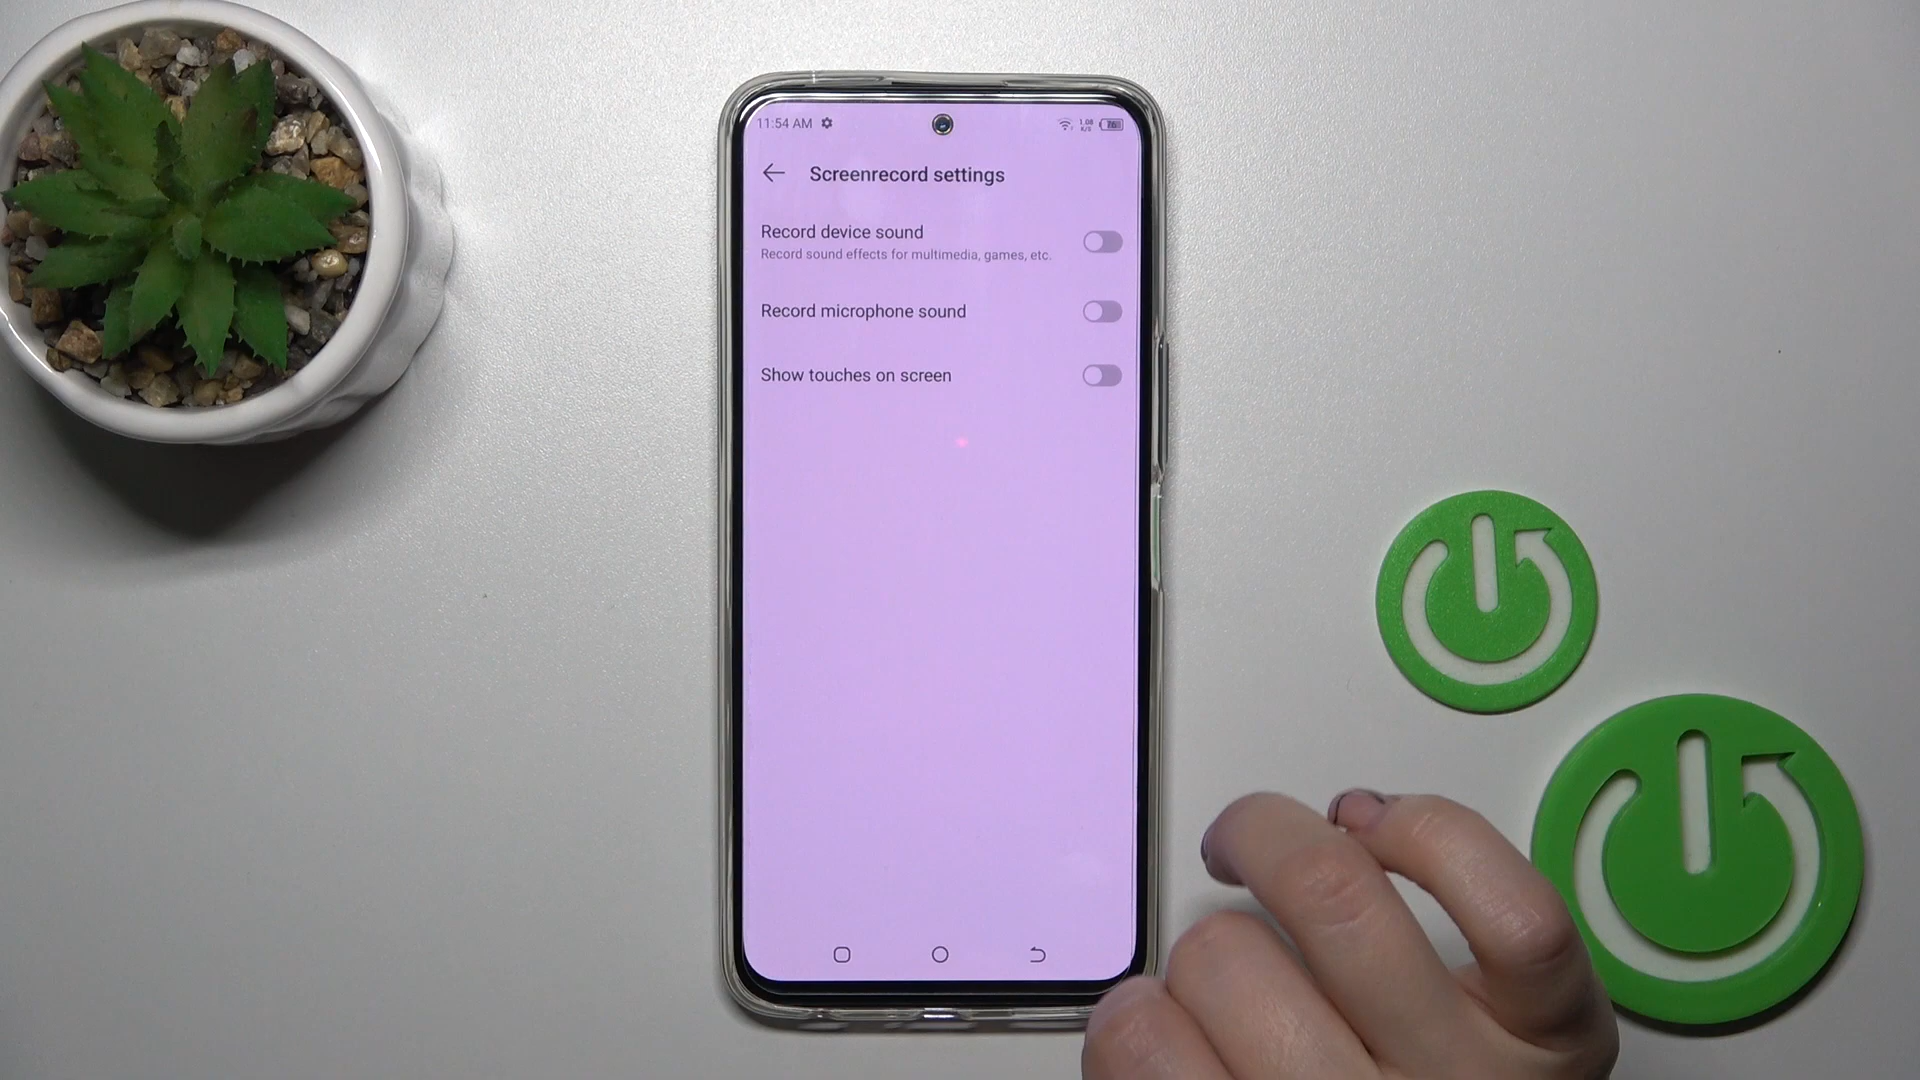 11:54 AM
1.08
K/S
Screenrecord settings
Record device sound
Record sound effects for multimedia, games, etc.
Record microphone sound
Show touches on screen